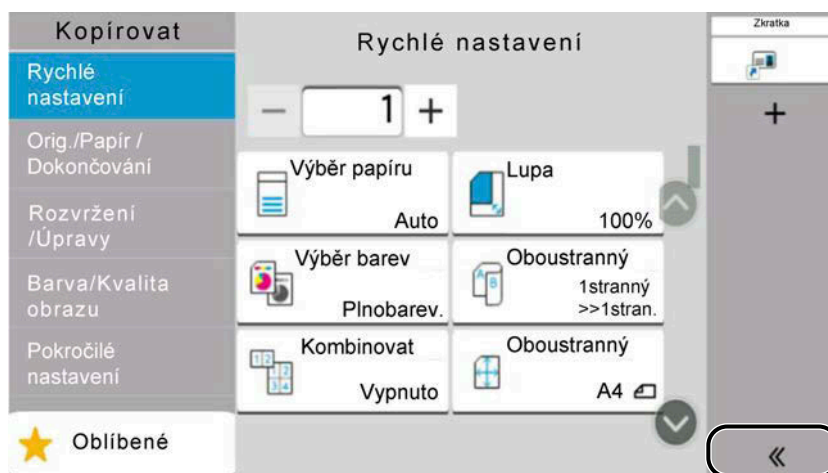 Kopírovat
Rychlé
nastavení
Orig./Papír /
Dokončování
Rozvržení
/Úpravy
Barva/Kvalita
obrazu
Pokročilé
nastavení
Oblíbené
Rychlé nastavení
− 1 +
Výběr papíru
Auto
Lupa
100%
Výběr barev
Plnobarev.
Oboustranný
1stranný
>>1stran.
Kombinovat
Vypnuto
Oboustranný
A4
Zkratka
+
«